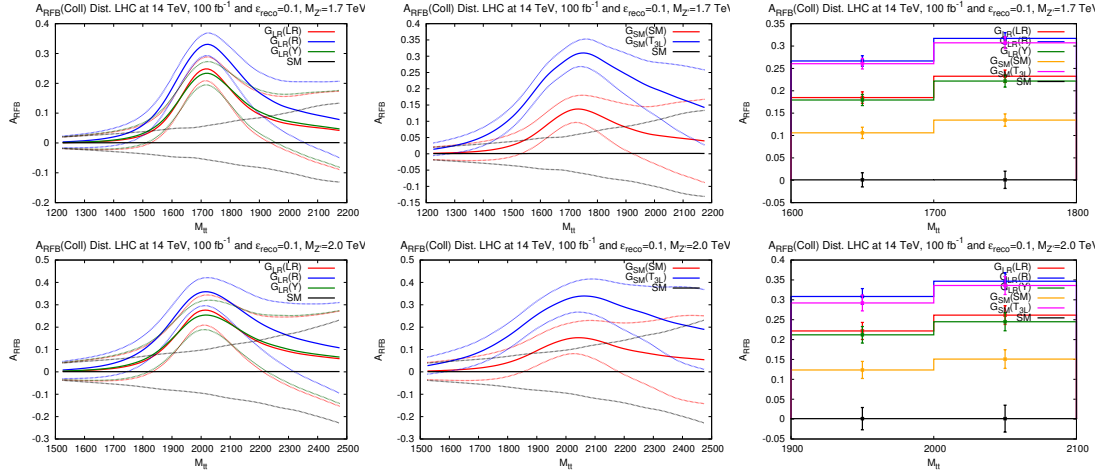 A_RFB(Coll) Dist. LHC at 14 TeV, 100 fb⁻¹ and ε_reco=0.1, M_Z'=1.7 TeV
G_LR(LR)
G_LR(R)
G_LR(Y)
SM
A_RFB
0.4
0.3
0.2
0.1
0
-0.1
-0.2
1200 1300 1400 1500 1600 1700 1800 1900 2000 2100 2200
M_tt
A_RFB(Coll) Dist. LHC at 14 TeV, 100 fb⁻¹ and ε_reco=0.1, M_Z'=1.7 TeV
G_SM(SM)
G_SM(T_3L)
SM
A_RFB
0.4
0.35
0.3
0.25
0.2
0.15
0.1
0.05
0
-0.05
-0.1
-0.15
1200 1300 1400 1500 1600 1700 1800 1900 2000 2100 2200
M_tt
A_RFB(Coll) Dist. LHC at 14 TeV, 100 fb⁻¹ and ε_reco=0.1, M_Z'=1.7 TeV
G_LR(LR)
G_LR(R)
G_LR(Y)
G_SM(SM)
G_SM(T_3L)
SM
A_RFB
0.35
0.3
0.25
0.2
0.15
0.1
0.05
0
-0.05
1600 1700 1800
M_tt
A_RFB(Coll) Dist. LHC at 14 TeV, 100 fb⁻¹ and ε_reco=0.1, M_Z'=2.0 TeV
G_LR(LR)
G_LR(R)
G_LR(Y)
SM
A_RFB
0.5
0.4
0.3
0.2
0.1
0
-0.1
-0.2
-0.3
1500 1600 1700 1800 1900 2000 2100 2200 2300 2400 2500
M_tt
A_RFB(Coll) Dist. LHC at 14 TeV, 100 fb⁻¹ and ε_reco=0.1, M_Z'=2.0 TeV
G_SM(SM)
G_SM(T_3L)
SM
A_RFB
0.5
0.4
0.3
0.2
0.1
0
-0.1
-0.2
-0.3
1500 1600 1700 1800 1900 2000 2100 2200 2300 2400 2500
M_tt
A_RFB(Coll) Dist. LHC at 14 TeV, 100 fb⁻¹ and ε_reco=0.1, M_Z'=2.0 TeV
G_LR(LR)
G_LR(R)
G_LR(Y)
G_SM(SM)
G_SM(T_3L)
SM
A_RFB
0.4
0.35
0.3
0.25
0.2
0.15
0.1
0.05
0
-0.05
1900 2000 2100
M_tt